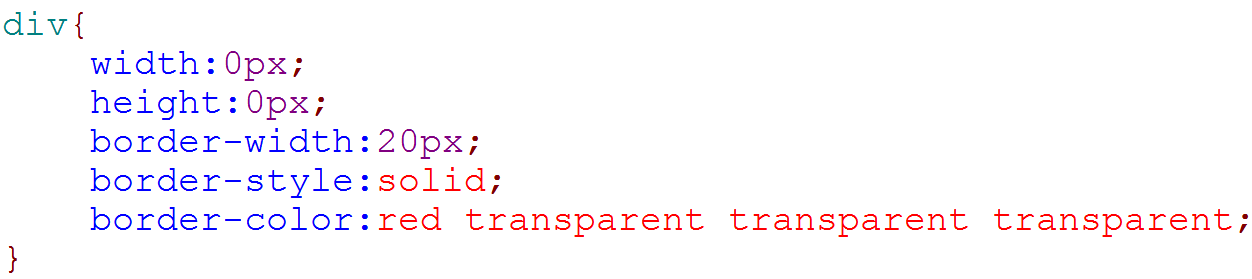 div{
width:0px;
height:0px;
border-width:20px;
border-style:solid;
border-color:red transparent transparent transparent;
}